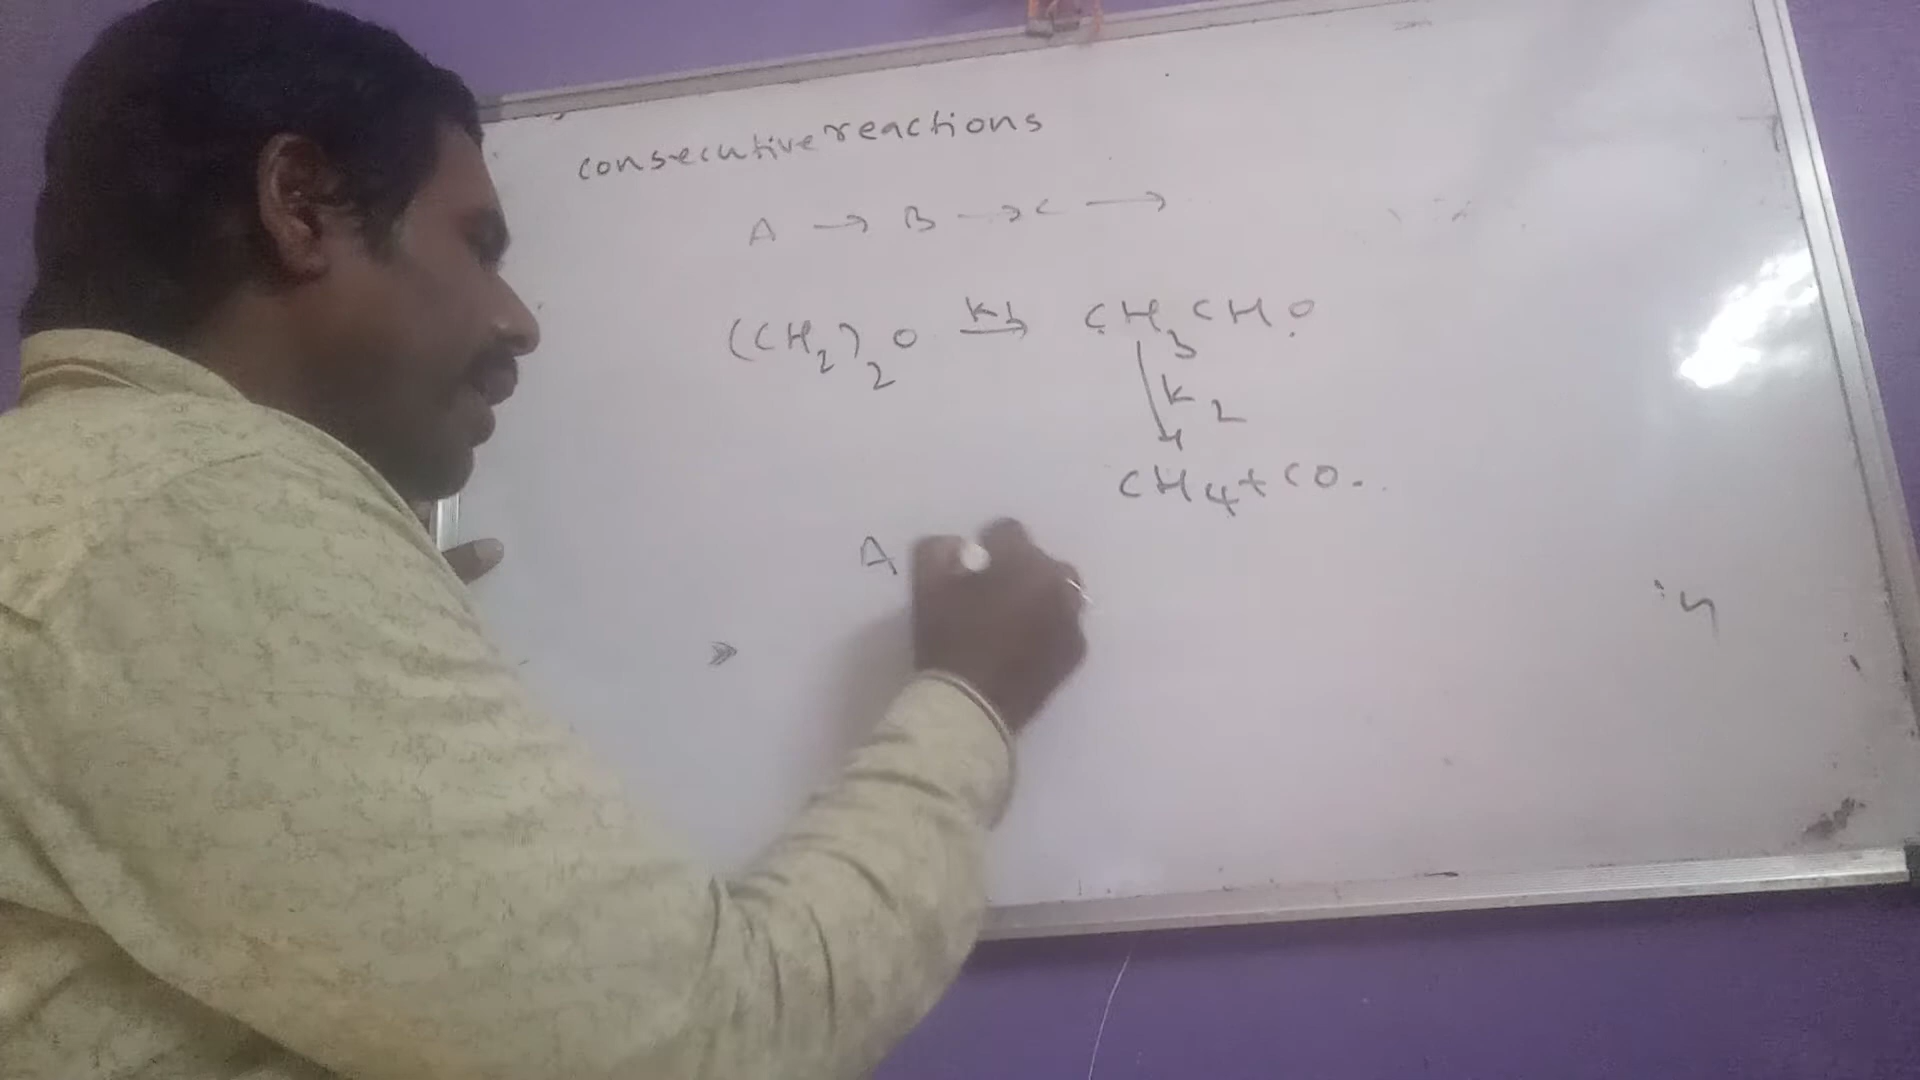 consecutive reactions
A → B → C →
(CH₂)₂O k₁→ CH₃CHO
↓ k₂
CH₄+CO.
A